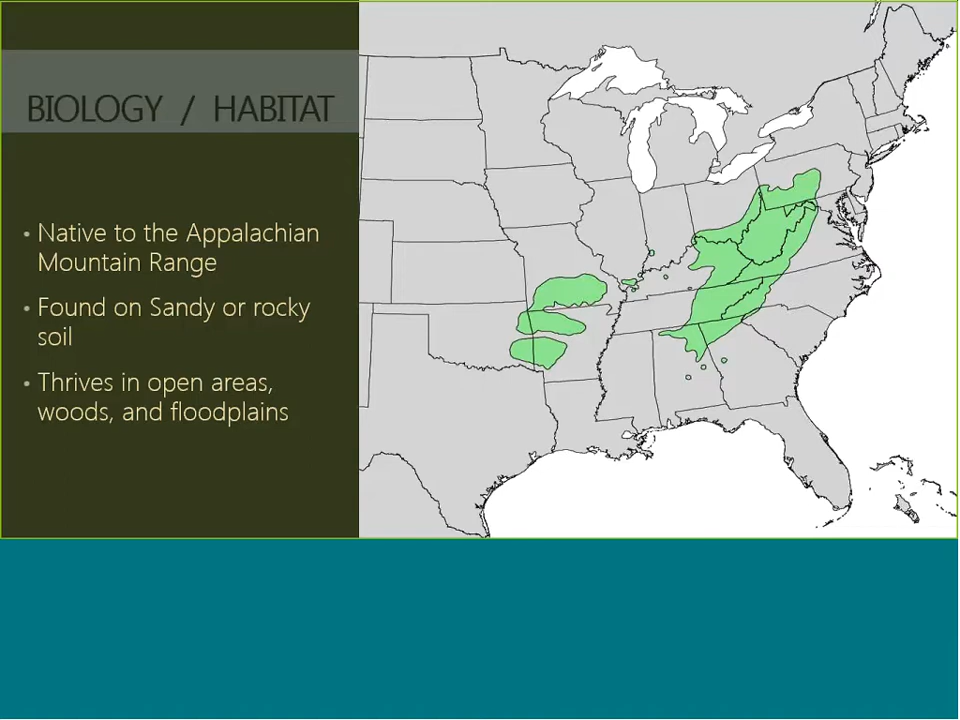 BIOLOGY / HABITAT
• Native to the Appalachian
Mountain Range
• Found on Sandy or rocky
soil
• Thrives in open areas,
woods, and floodplains